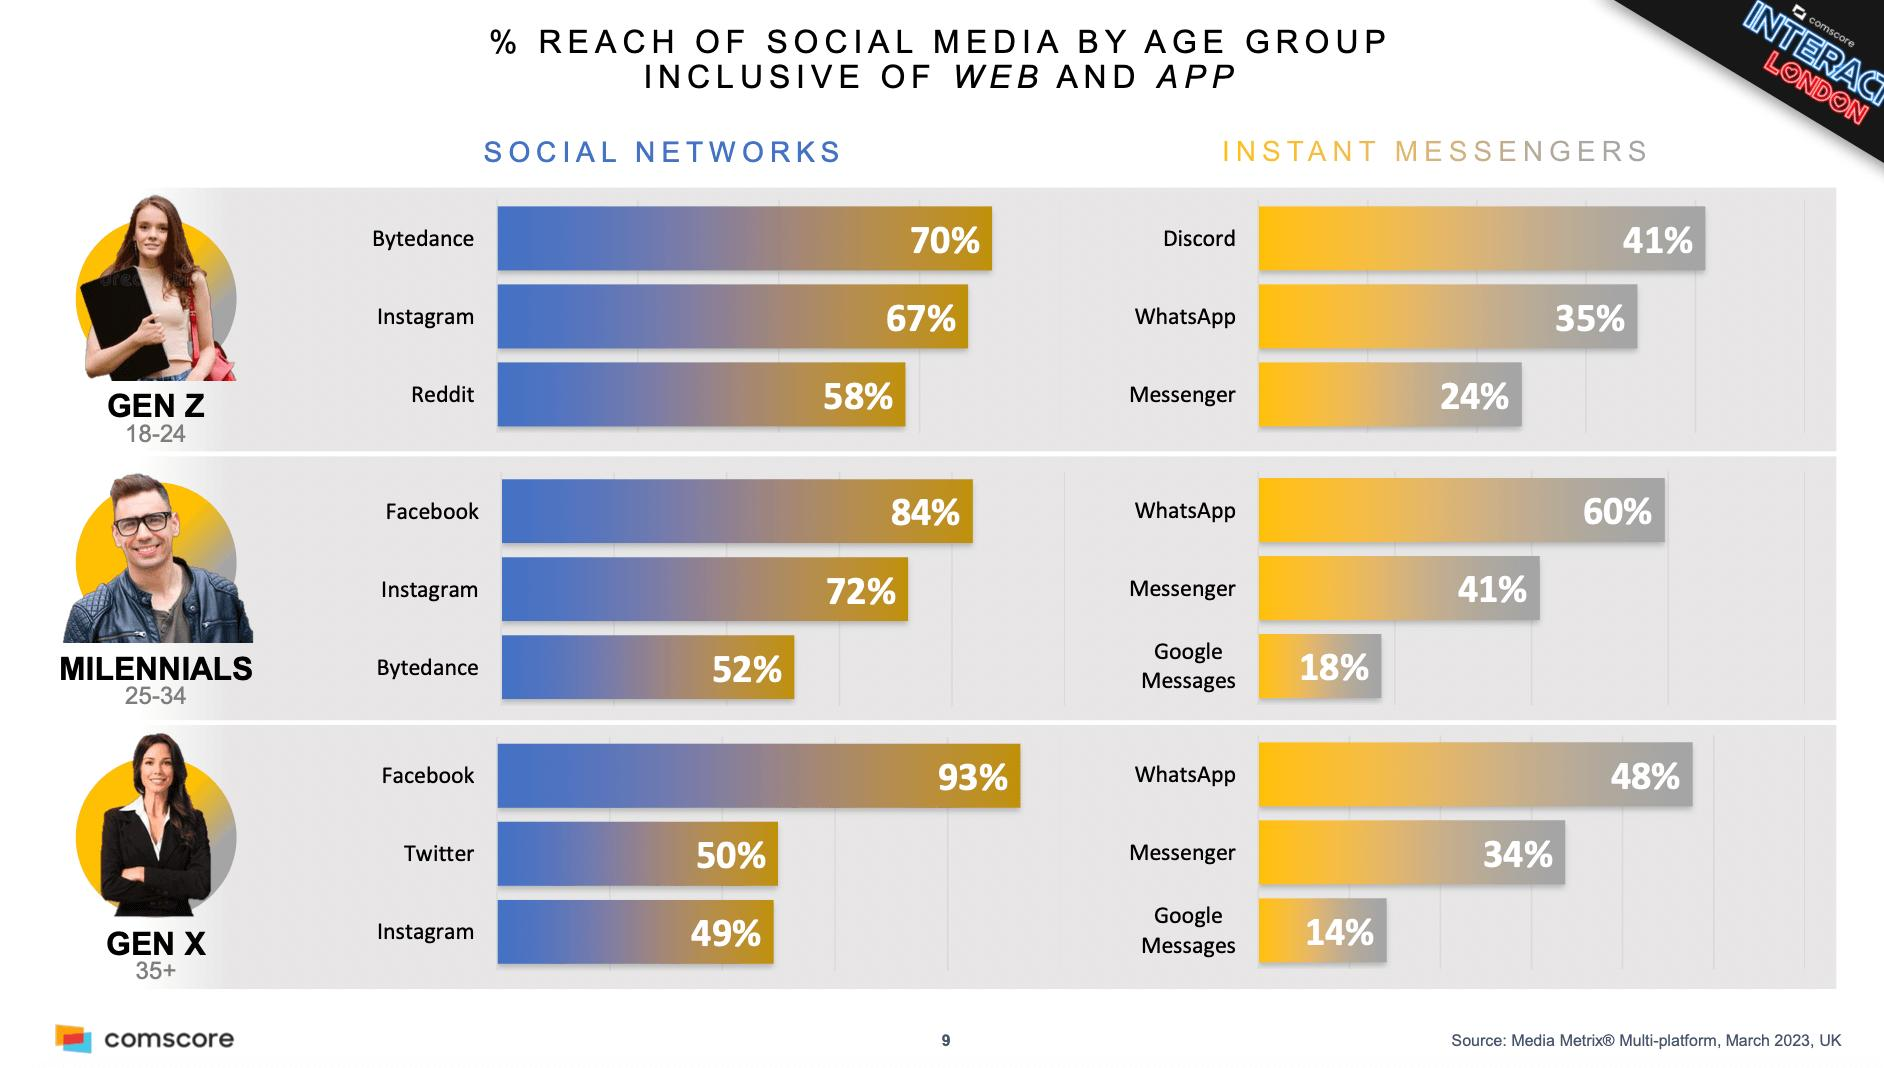 % REACH OF SOCIAL MEDIA BY AGE GROUP
INCLUSIVE OF WEB AND APP
comscore
INTERACT
LONDON
SOCIAL NETWORKS
INSTANT MESSENGERS
GEN Z
18-24
Bytedance 70%
Instagram 67%
Reddit 58%
Discord 41%
WhatsApp 35%
Messenger 24%
MILENNIALS
25-34
Facebook 84%
Instagram 72%
Bytedance 52%
WhatsApp 60%
Messenger 41%
Google
Messages 18%
GEN X
35+
Facebook 93%
Twitter 50%
Instagram 49%
WhatsApp 48%
Messenger 34%
Google
Messages 14%
comscore
9
Source: Media Metrix® Multi-platform, March 2023, UK